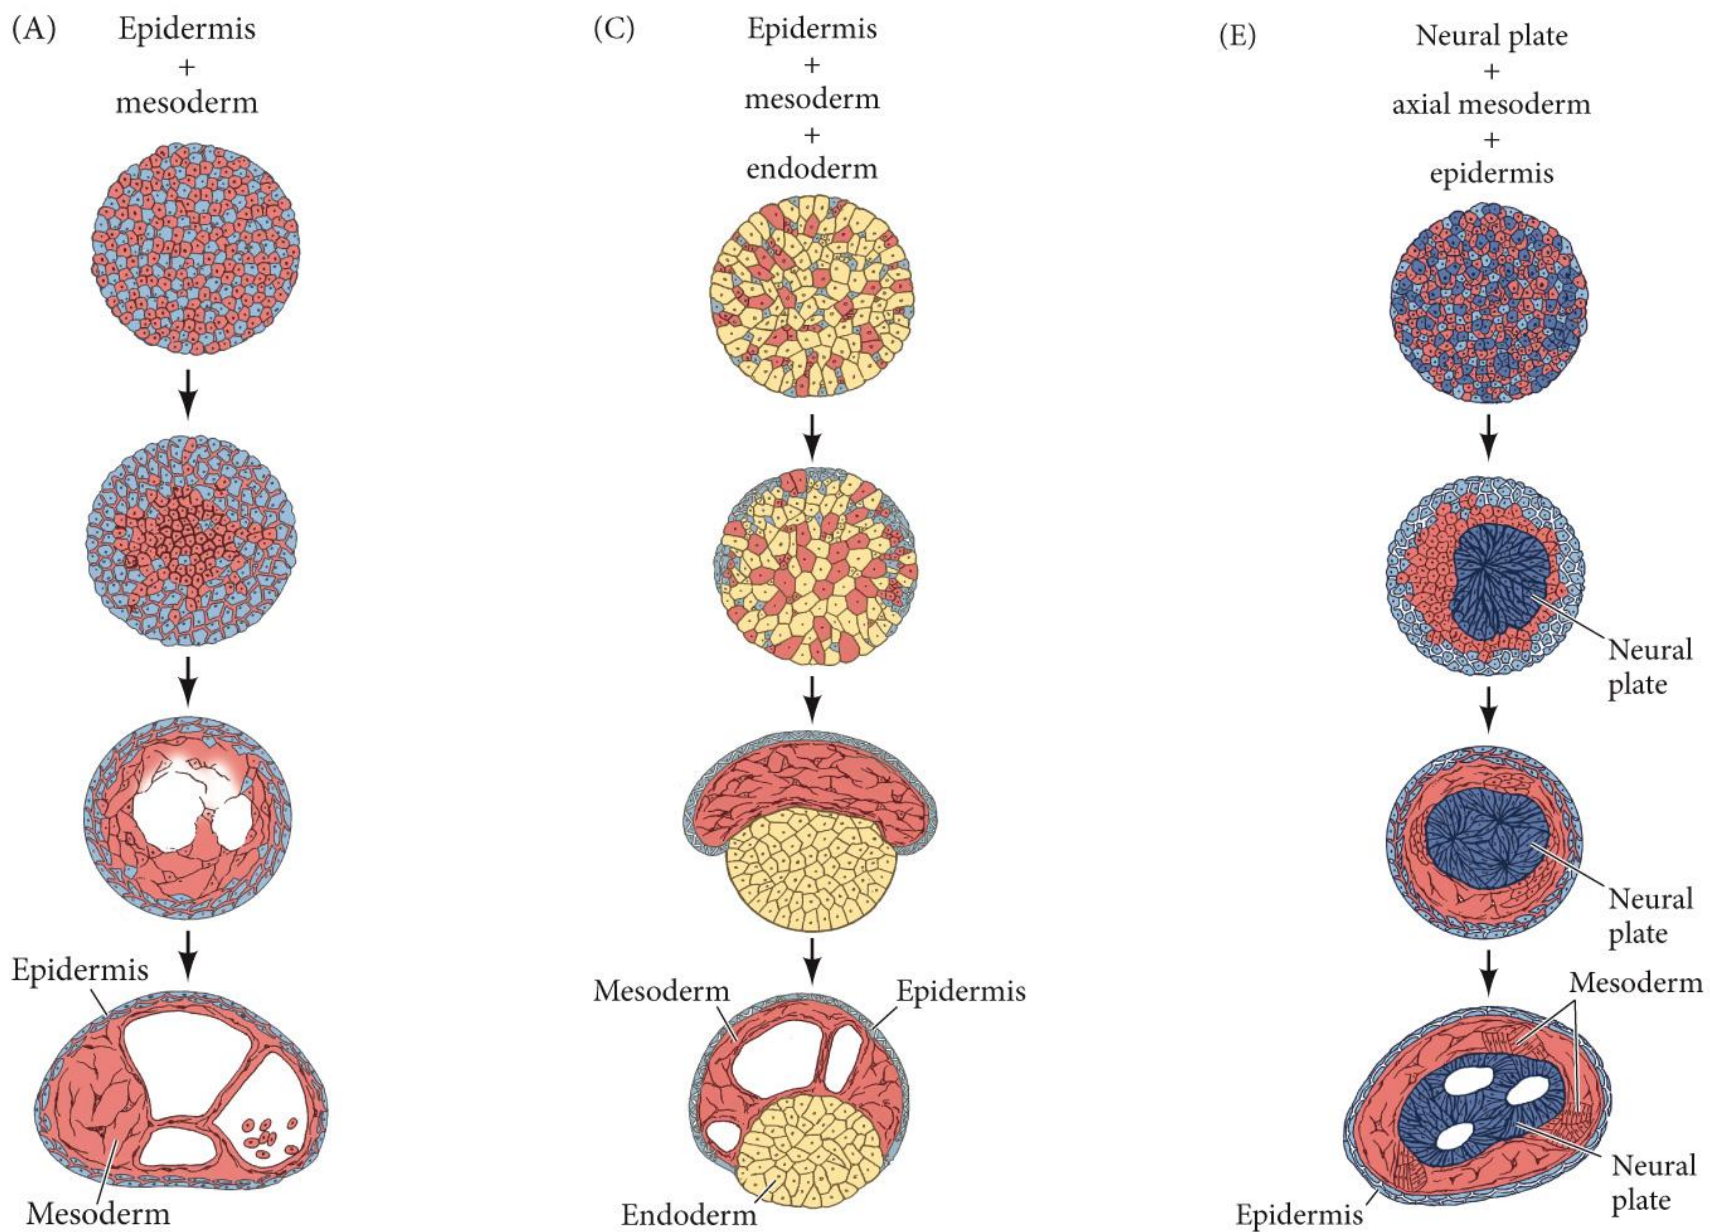 (A)
Epidermis
+
mesoderm
Epidermis
Mesoderm
(C)
Epidermis
+
mesoderm
+
endoderm
Mesoderm
Epidermis
Endoderm
(E)
Neural plate
+
axial mesoderm
+
epidermis
Neural
plate
Neural
plate
Mesoderm
Neural
plate
Epidermis